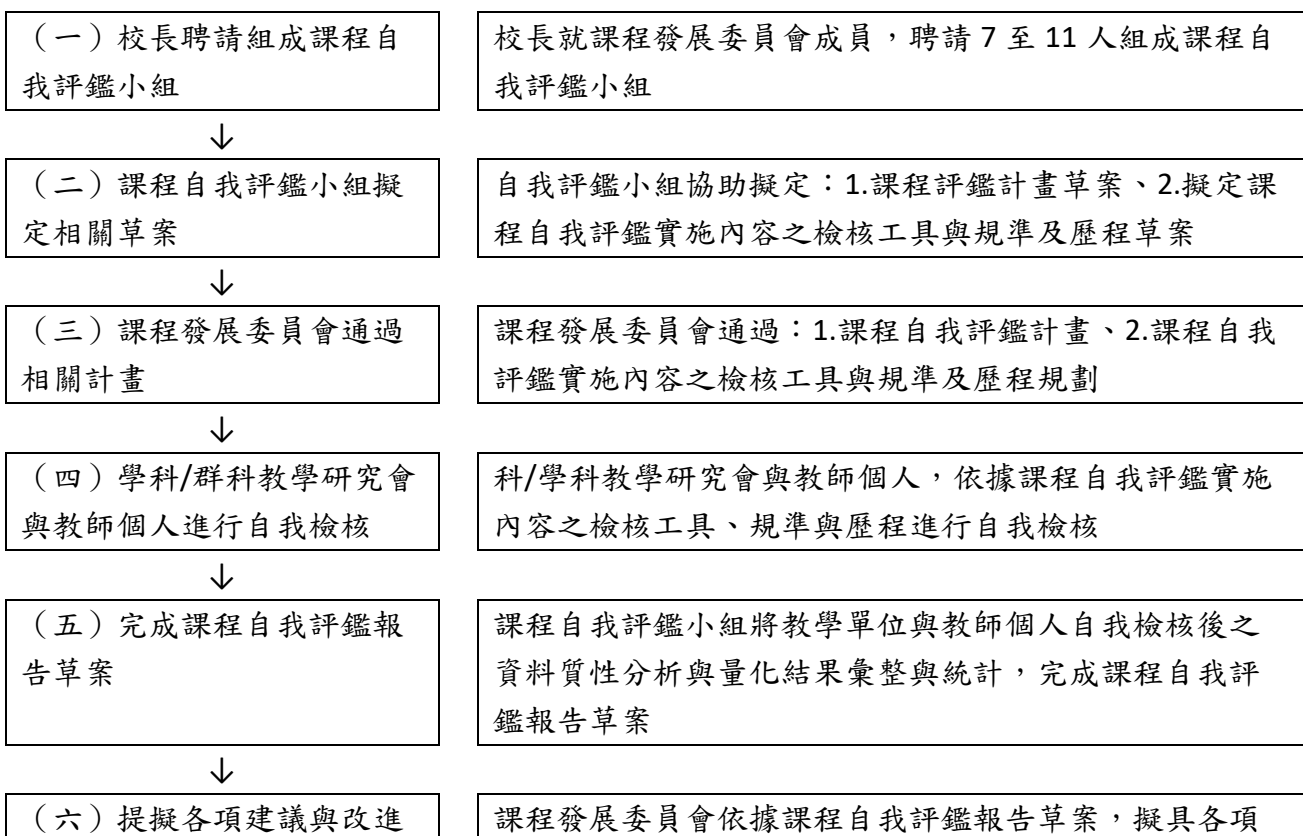 （一）校長聘請組成課程自
我評鑑小組
校長就課程發展委員會成員，聘請 7 至 11 人組成課程自
我評鑑小組
↓
（二）課程自我評鑑小組擬
定相關草案
自我評鑑小組協助擬定：1.課程評鑑計畫草案、2.擬定課
程自我評鑑實施內容之檢核工具與規準及歷程草案
↓
（三）課程發展委員會通過
相關計畫
課程發展委員會通過：1.課程自我評鑑計畫、2.課程自我
評鑑實施內容之檢核工具與規準及歷程規劃
↓
（四）學科/群科教學研究會
與教師個人進行自我檢核
科/學科教學研究會與教師個人，依據課程自我評鑑實施
內容之檢核工具、規準與歷程進行自我檢核
↓
（五）完成課程自我評鑑報
告草案
課程自我評鑑小組將教學單位與教師個人自我檢核後之
資料質性分析與量化結果彙整與統計，完成課程自我評
鑑報告草案
↓
（六）提擬各項建議與改進
課程發展委員會依據課程自我評鑑報告草案，擬具各項